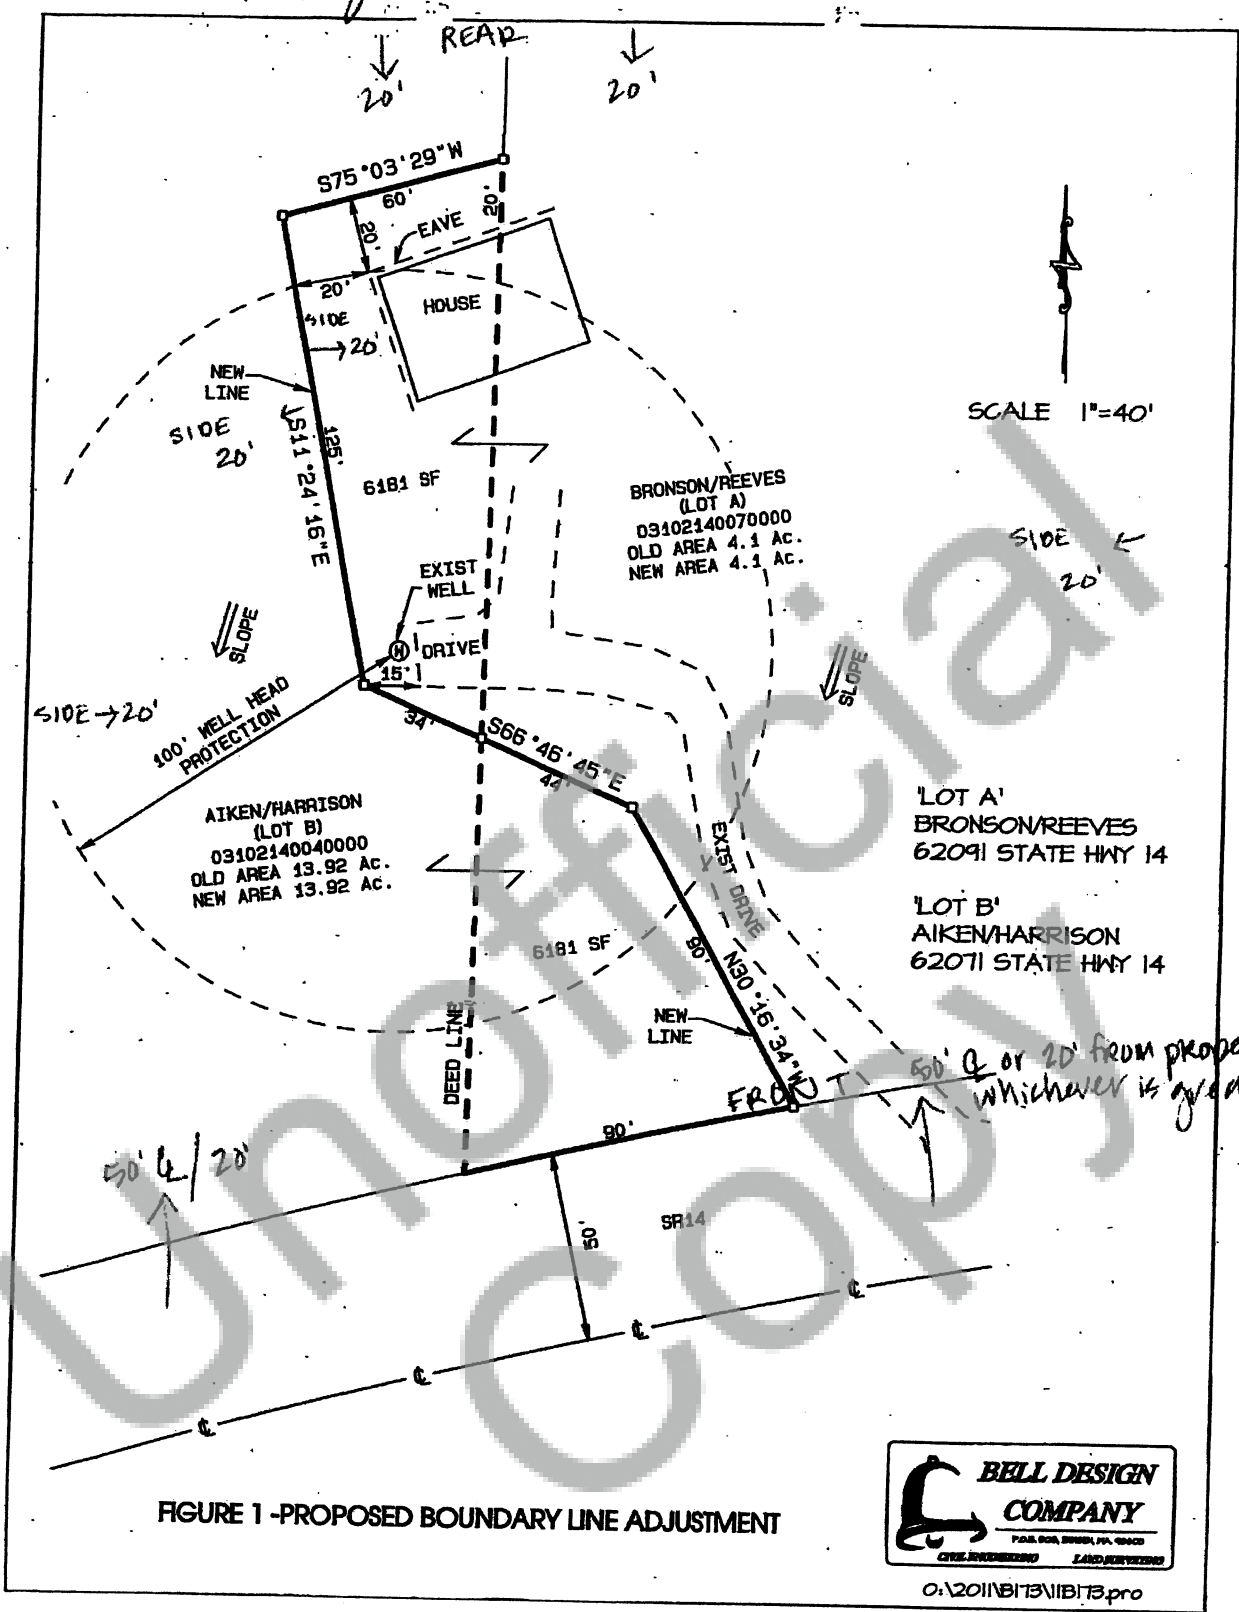 REAR
20'
20'
S75°03'29"W
60'
20'
20'
EAVE
20'
HOUSE
SIDE
→20'
NEW
LINE
SCALE 1"=40'
SIDE
20'
S11°24'16"E
125'
6181 SF
BRONSON/REEVES
(LOT A)
03102140070000
OLD AREA 4.1 Ac.
NEW AREA 4.1 Ac.
SIDE ←
20'
EXIST
WELL
W
DRIVE
15'
SLOPE
SLOPE
SIDE→20'
100' WELL HEAD
PROTECTION
34'
S66°46'45"E
44'
AIKEN/HARRISON
(LOT B)
03102140040000
OLD AREA 13.92 Ac.
NEW AREA 13.92 Ac.
'LOT A'
BRONSON/REEVES
62091 STATE HWY 14
'LOT B'
AIKEN/HARRISON
62071 STATE HWY 14
EXIST DRIVE
6181 SF
90'
N30°16'34"W
NEW
LINE
DEED LINE
FRONT
50' ℄ or 20' from
whichever is
90'
50' ℄/20'
50'
SR14
℄
℄
℄
℄
Unofficial
Copy
FIGURE 1 -PROPOSED BOUNDARY LINE ADJUSTMENT
BELL DESIGN
COMPANY
CIVIL ENGINEERING LAND SURVEYING
O:\2011\B173\11B173.pro